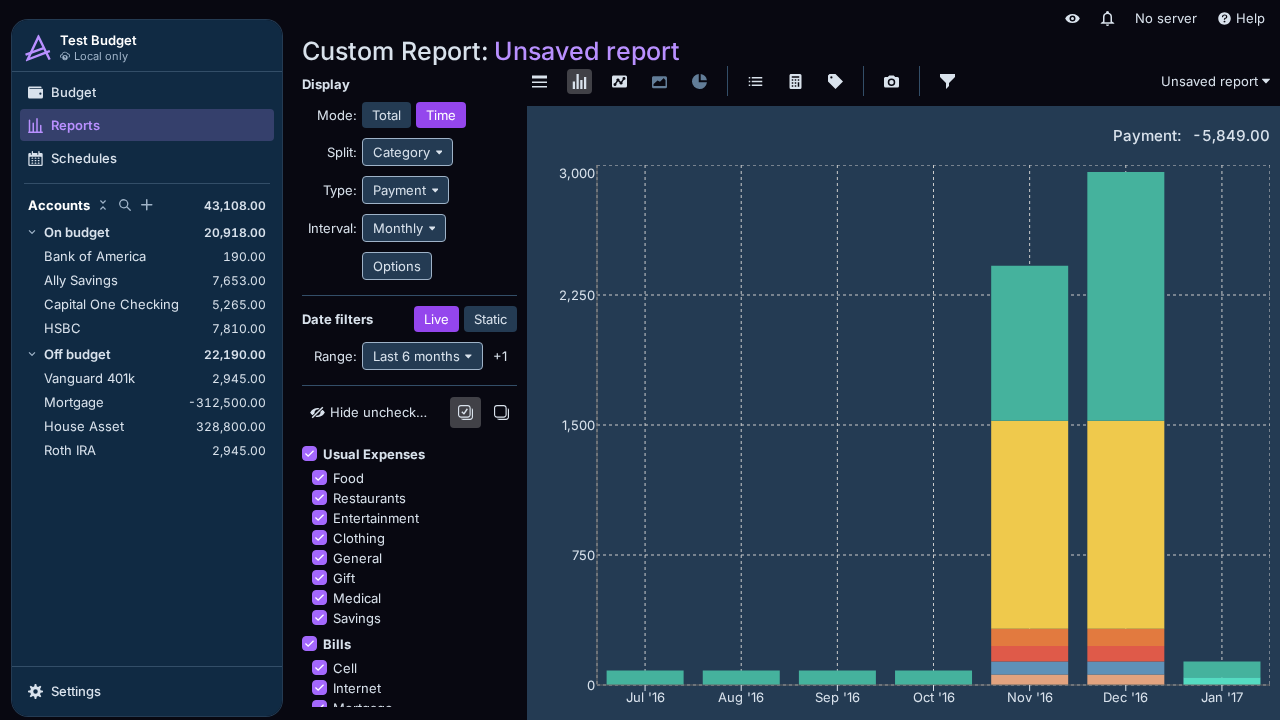 No server
Help
Test Budget
Local only
Budget
Reports
Schedules
Accounts 43,108.00
On budget 20,918.00
Bank of America 190.00
Ally Savings 7,653.00
Capital One Checking 5,265.00
HSBC 7,810.00
Off budget 22,190.00
Vanguard 401k 2,945.00
Mortgage -312,500.00
House Asset 328,800.00
Roth IRA 2,945.00
Settings
Custom Report: Unsaved report
Display
Mode: Total Time
Split: Category
Type: Payment
Interval: Monthly
Options
Date filters Live Static
Range: Last 6 months +1
Hide uncheck...
Usual Expenses
Food
Restaurants
Entertainment
Clothing
General
Gift
Medical
Savings
Bills
Cell
Internet
Mortgage
Unsaved report
Payment: -5,849.00
3,000
2,250
1,500
750
0
Jul '16 Aug '16 Sep '16 Oct '16 Nov '16 Dec '16 Jan '17